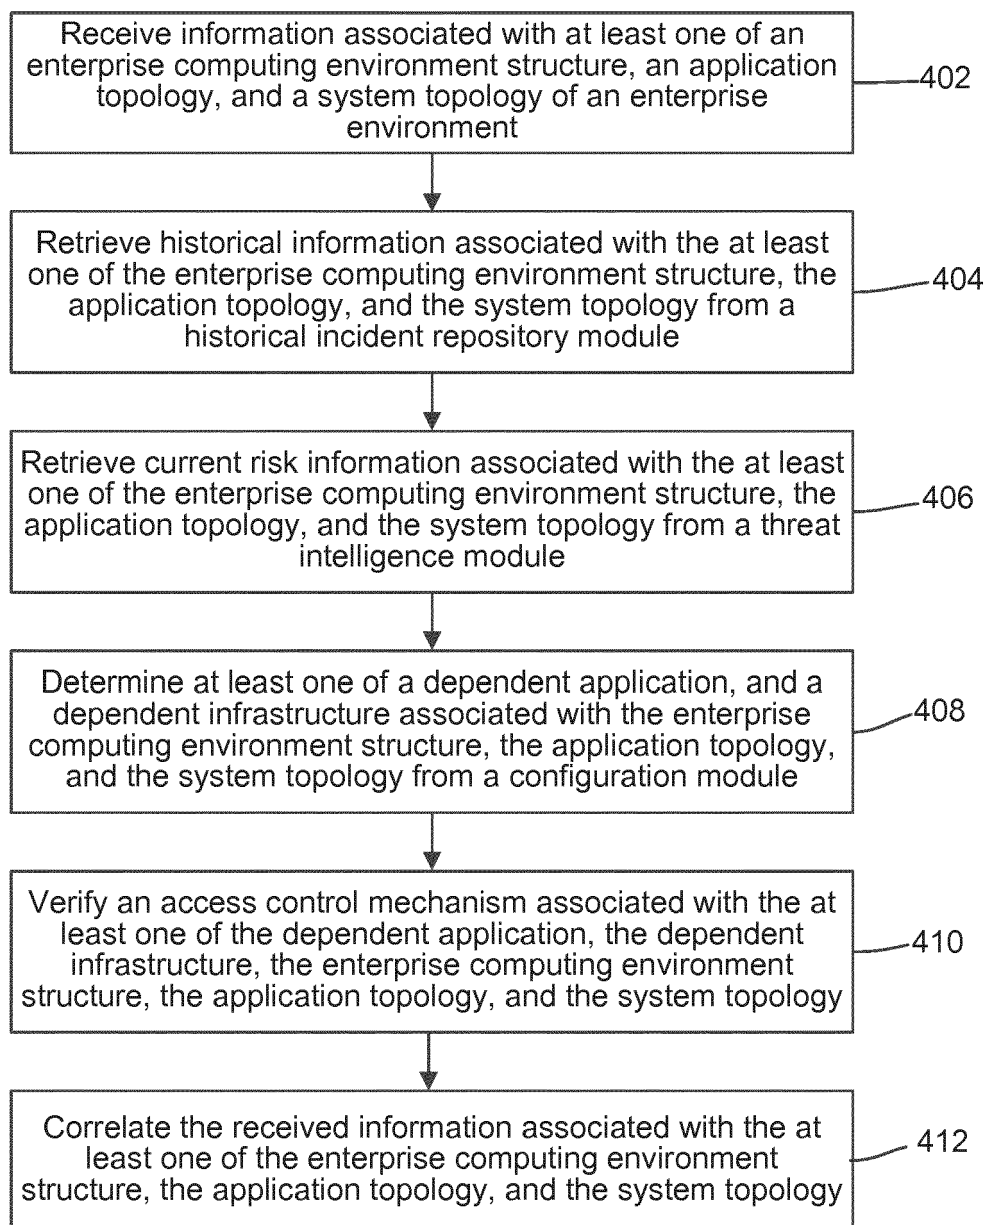 Receive information associated with at least one of an
enterprise computing environment structure, an application
topology, and a system topology of an enterprise
environment
402
Retrieve historical information associated with the at least
one of the enterprise computing environment structure, the
application topology, and the system topology from a
historical incident repository module
404
Retrieve current risk information associated with the at least
one of the enterprise computing environment structure, the
application topology, and the system topology from a threat
intelligence module
406
Determine at least one of a dependent application, and a
dependent infrastructure associated with the enterprise
computing environment structure, the application topology,
and the system topology from a configuration module
408
Verify an access control mechanism associated with the at
least one of the dependent application, the dependent
infrastructure, the enterprise computing environment
structure, the application topology, and the system topology
410
Correlate the received information associated with the at
least one of the enterprise computing environment
structure, the application topology, and the system topology
412